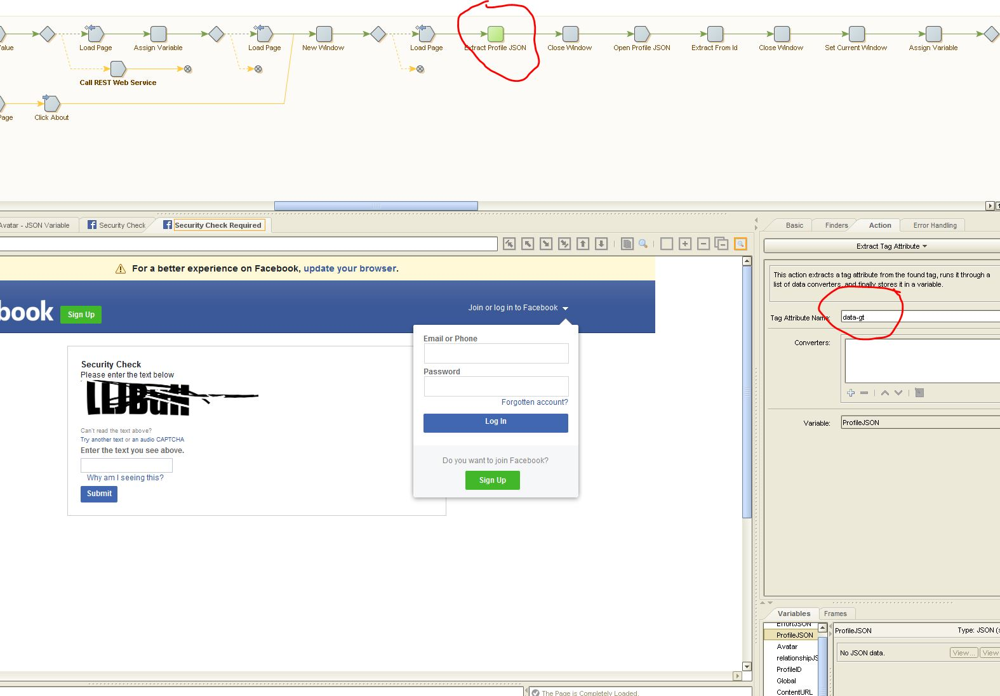 alue
Load Page
Assign Variable
Load Page
New Window
Load Page
Extract Profile JSON
Close Window
Open Profile JSON
Extract From Id
Close Window
Set Current Window
Assign Variable
Call REST Web Service
Page
Click About
Avatar - JSON Variable
Security Check
Security Check Required
Basic
Finders
Action
Error Handling
Extract Tag Attribute
For a better experience on Facebook, update your browser.
This action extracts a tag attribute from the found tag, runs it through a
list of data converters, and finally stores it in a variable.
book
Sign Up
Join or log in to Facebook
Tag Attribute Name:
data-gt
Converters:
Email or Phone
Password
Forgotten account?
Log In
Do you want to join Facebook?
Sign Up
Security Check
Please enter the text below
Can't read the text above?
Try another text or an audio CAPTCHA
Enter the text you see above.
Why am I seeing this?
Submit
Variable:
ProfileJSON
Variables
Frames
EffortJSON
ProfileJSON
Avatar
relationshipJS
ProfileID
Global
ContentURL
ProfileJSON
Type: JSON (s
No JSON data.
View...
View
The Page is Completely Loaded.